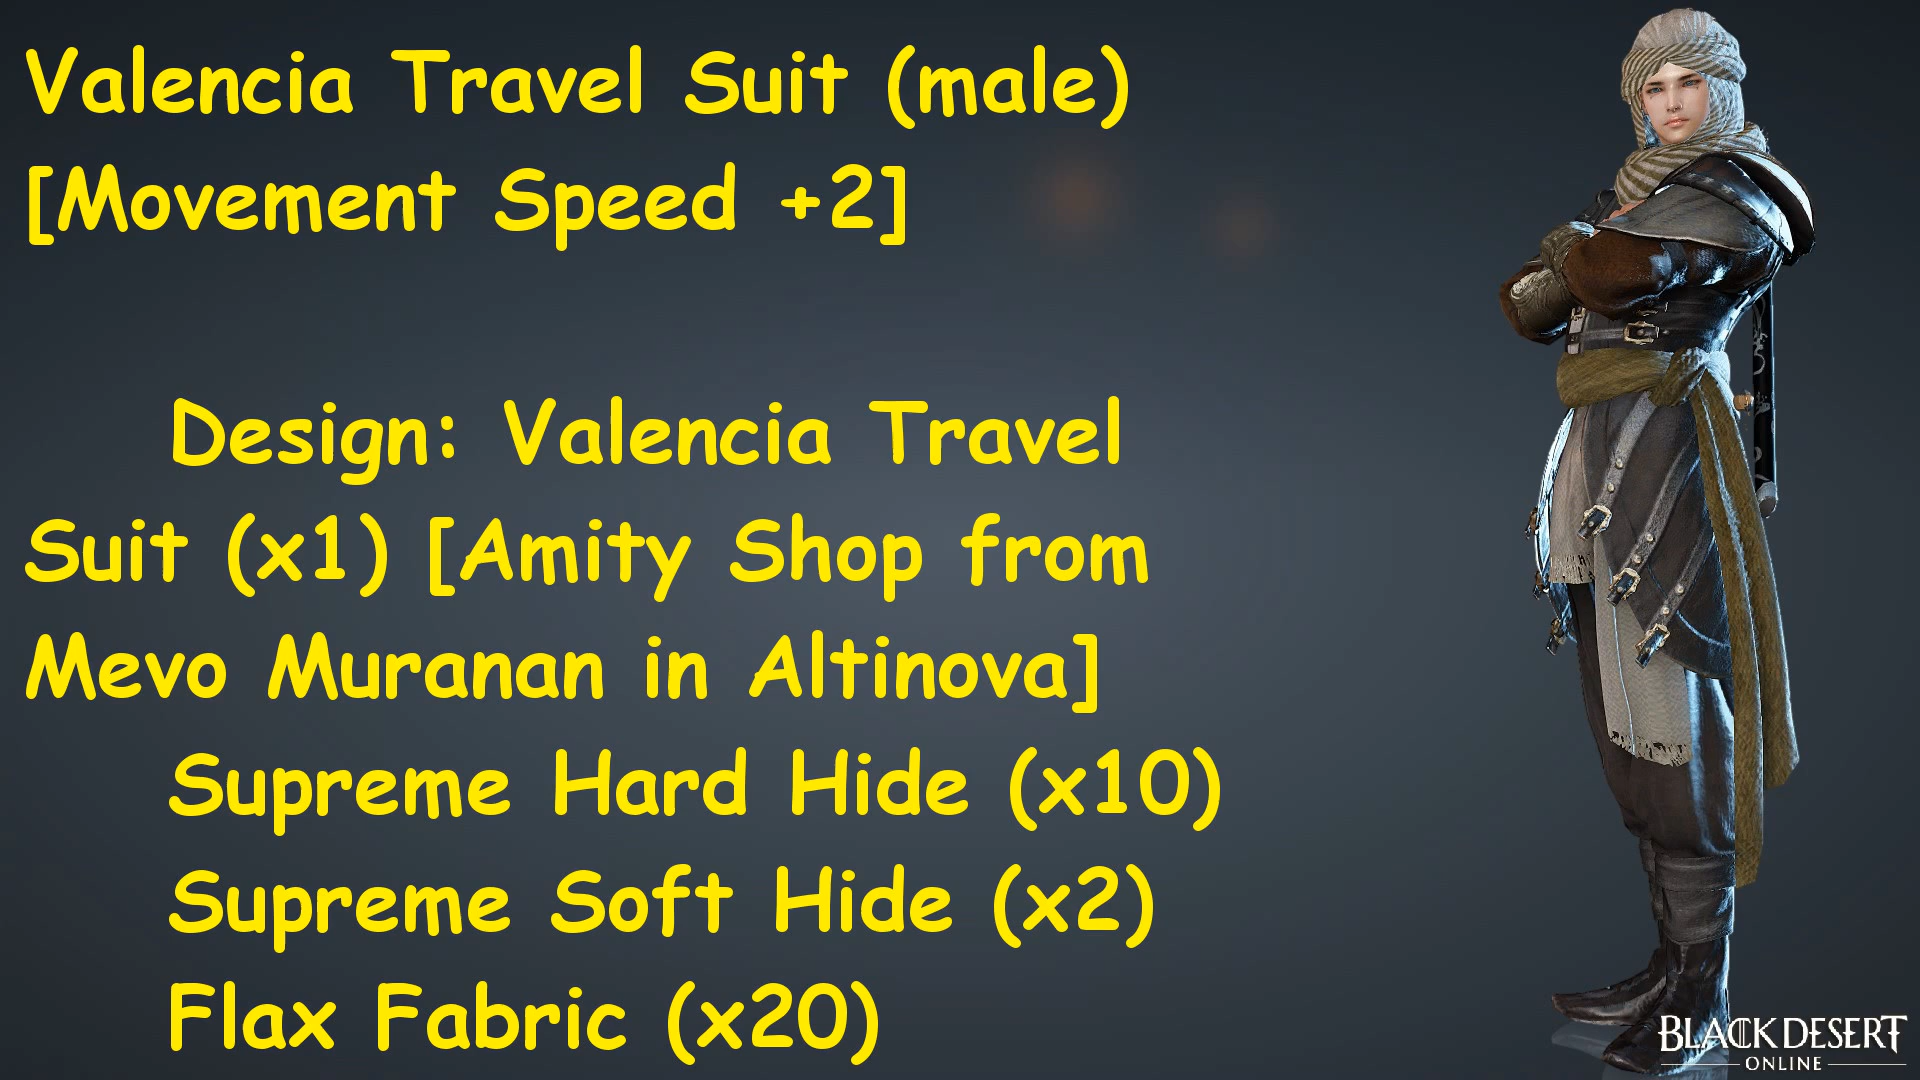 Valencia Travel Suit (male)
[Movement Speed +2]
Design: Valencia Travel
Suit (x1) [Amity Shop from
Mevo Muranan in Altinova]
Supreme Hard Hide (x10)
Supreme Soft Hide (x2)
Flax Fabric (x20)
BLACK DESERT
ONLINE